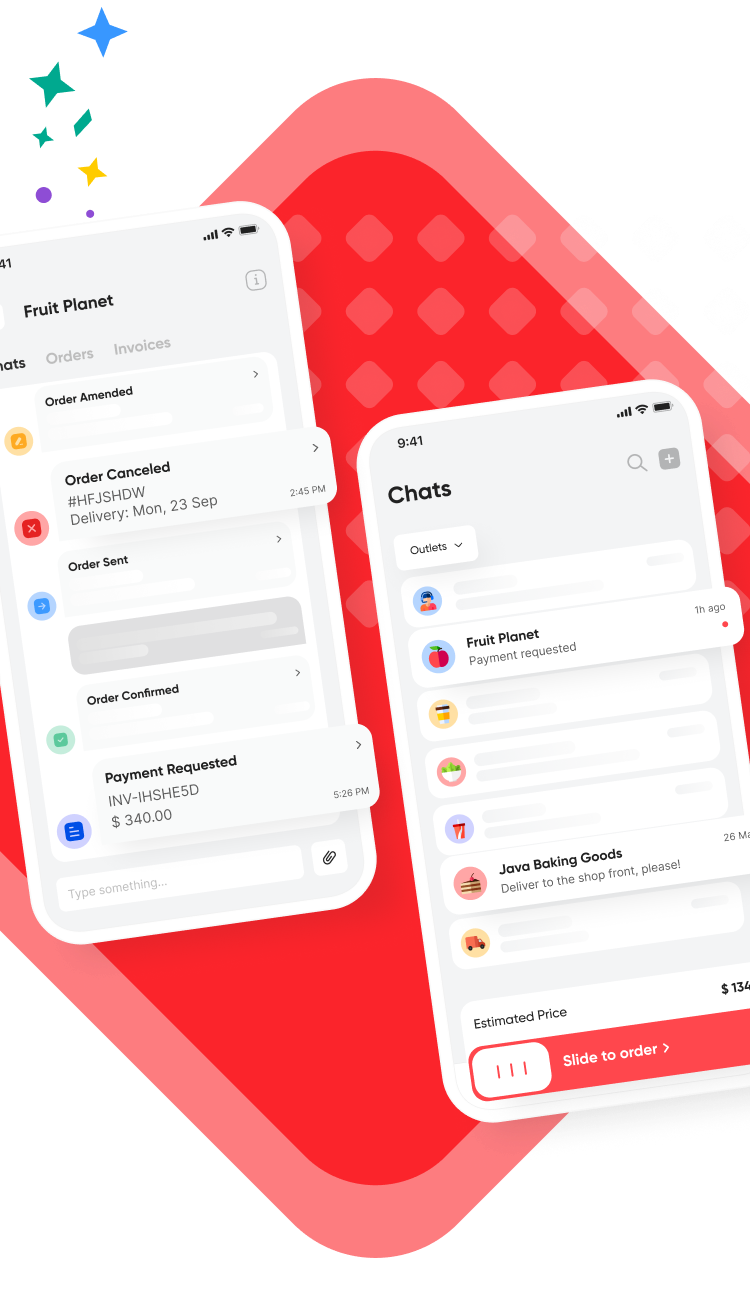 41
Fruit Planet
hats
Orders
Invoices
Order Amended
Order Canceled
#HFJSHDW
Delivery: Mon, 23 Sep
2:45 PM
Order Sent
Order Confirmed
Payment Requested
INV-IHSHE5D
$ 340.00
5:26 PM
Type something...
9:41
Chats
Outlets
Fruit Planet
1h ago
Payment requested
Java Baking Goods
26 Ma
Deliver to the shop front, please!
Estimated Price
$ 134
Slide to order